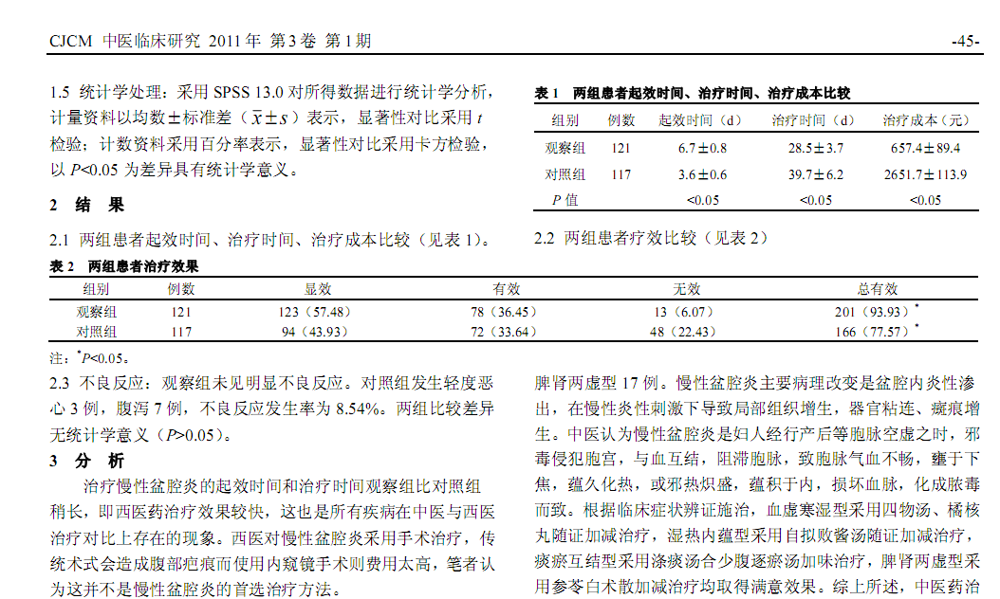 CJCM 中医临床研究 2011年 第3卷 第1期 -45-
1.5 统计学处理：采用 SPSS 13.0 对所得数据进行统计学分析，
计量资料以均数±标准差（x̄±s）表示，显著性对比采用 t
检验；计数资料采用百分率表示，显著性对比采用卡方检验，
以 P<0.05 为差异具有统计学意义。
2 结 果
2.1 两组患者起效时间、治疗时间、治疗成本比较（见表 1）。
表 1 两组患者起效时间、治疗时间、治疗成本比较
组别 例数 起效时间（d） 治疗时间（d） 治疗成本（元）
观察组 121 6.7±0.8 28.5±3.7 657.4±89.4
对照组 117 3.6±0.6 39.7±6.2 2651.7±113.9
P 值 <0.05 <0.05 <0.05
2.2 两组患者疗效比较（见表 2）
表 2 两组患者治疗效果
组别 例数 显效 有效 无效 总有效
观察组 121 123（57.48） 78（36.45） 13（6.07） 201（93.93）*
对照组 117 94（43.93） 72（33.64） 48（22.43） 166（77.57）*
注：*P<0.05。
2.3 不良反应：观察组未见明显不良反应。对照组发生轻度恶
心 3 例，腹泻 7 例，不良反应发生率为 8.54%。两组比较差异
无统计学意义（P>0.05）。
3 分 析
治疗慢性盆腔炎的起效时间和治疗时间观察组比对照组
稍长，即西医药治疗效果较快，这也是所有疾病在中医与西医
治疗对比上存在的现象。西医对慢性盆腔炎采用手术治疗，传
统术式会造成腹部疤痕而使用内窥镜手术则费用太高，笔者认
为这并不是慢性盆腔炎的首选治疗方法。
脾肾两虚型 17 例。慢性盆腔炎主要病理改变是盆腔内炎性渗
出，在慢性炎性刺激下导致局部组织增生，器官粘连、瘢痕增
生。中医认为慢性盆腔炎是妇人经行产后等胞脉空虚之时，邪
毒侵犯胞宫，与血互结，阻滞胞脉，致胞脉气血不畅，壅于下
焦，蕴久化热，或邪热炽盛，蕴积于内，损坏血脉，化成脓毒
而致。根据临床症状辨证施治，血虚寒湿型采用四物汤、橘核
丸随证加减治疗，湿热内蕴型采用自拟败酱汤随证加减治疗，
痰瘀互结型采用涤痰汤合少腹逐瘀汤加味治疗，脾肾两虚型采
用参苓白术散加减治疗均取得满意效果。综上所述，中医药治